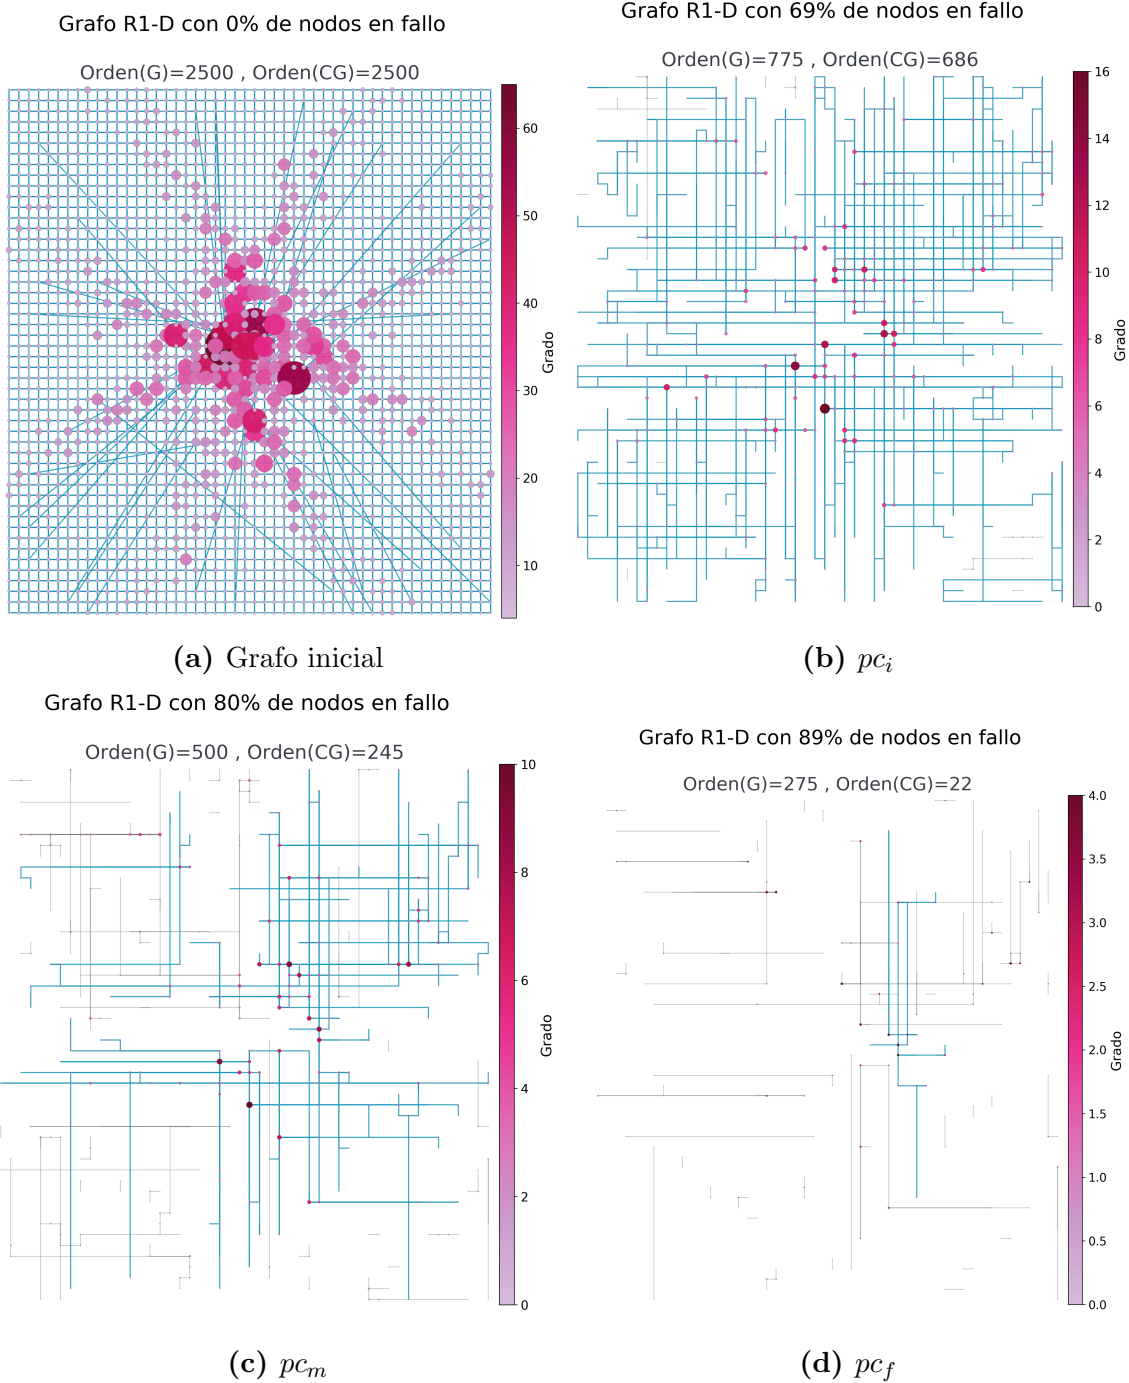 Grafo R1-D con 0% de nodos en fallo
Orden(G)=2500 , Orden(CG)=2500
60
50
40
30
20
10
Grado
(a) Grafo inicial
Grafo R1-D con 69% de nodos en fallo
Orden(G)=775 , Orden(CG)=686
16
14
12
10
8
6
4
2
0
Grado
(b) pc_i
Grafo R1-D con 80% de nodos en fallo
Orden(G)=500 , Orden(CG)=245
10
8
6
4
2
0
Grado
(c) pc_m
Grafo R1-D con 89% de nodos en fallo
Orden(G)=275 , Orden(CG)=22
4.0
3.5
3.0
2.5
2.0
1.5
1.0
0.5
0.0
Grado
(d) pc_f